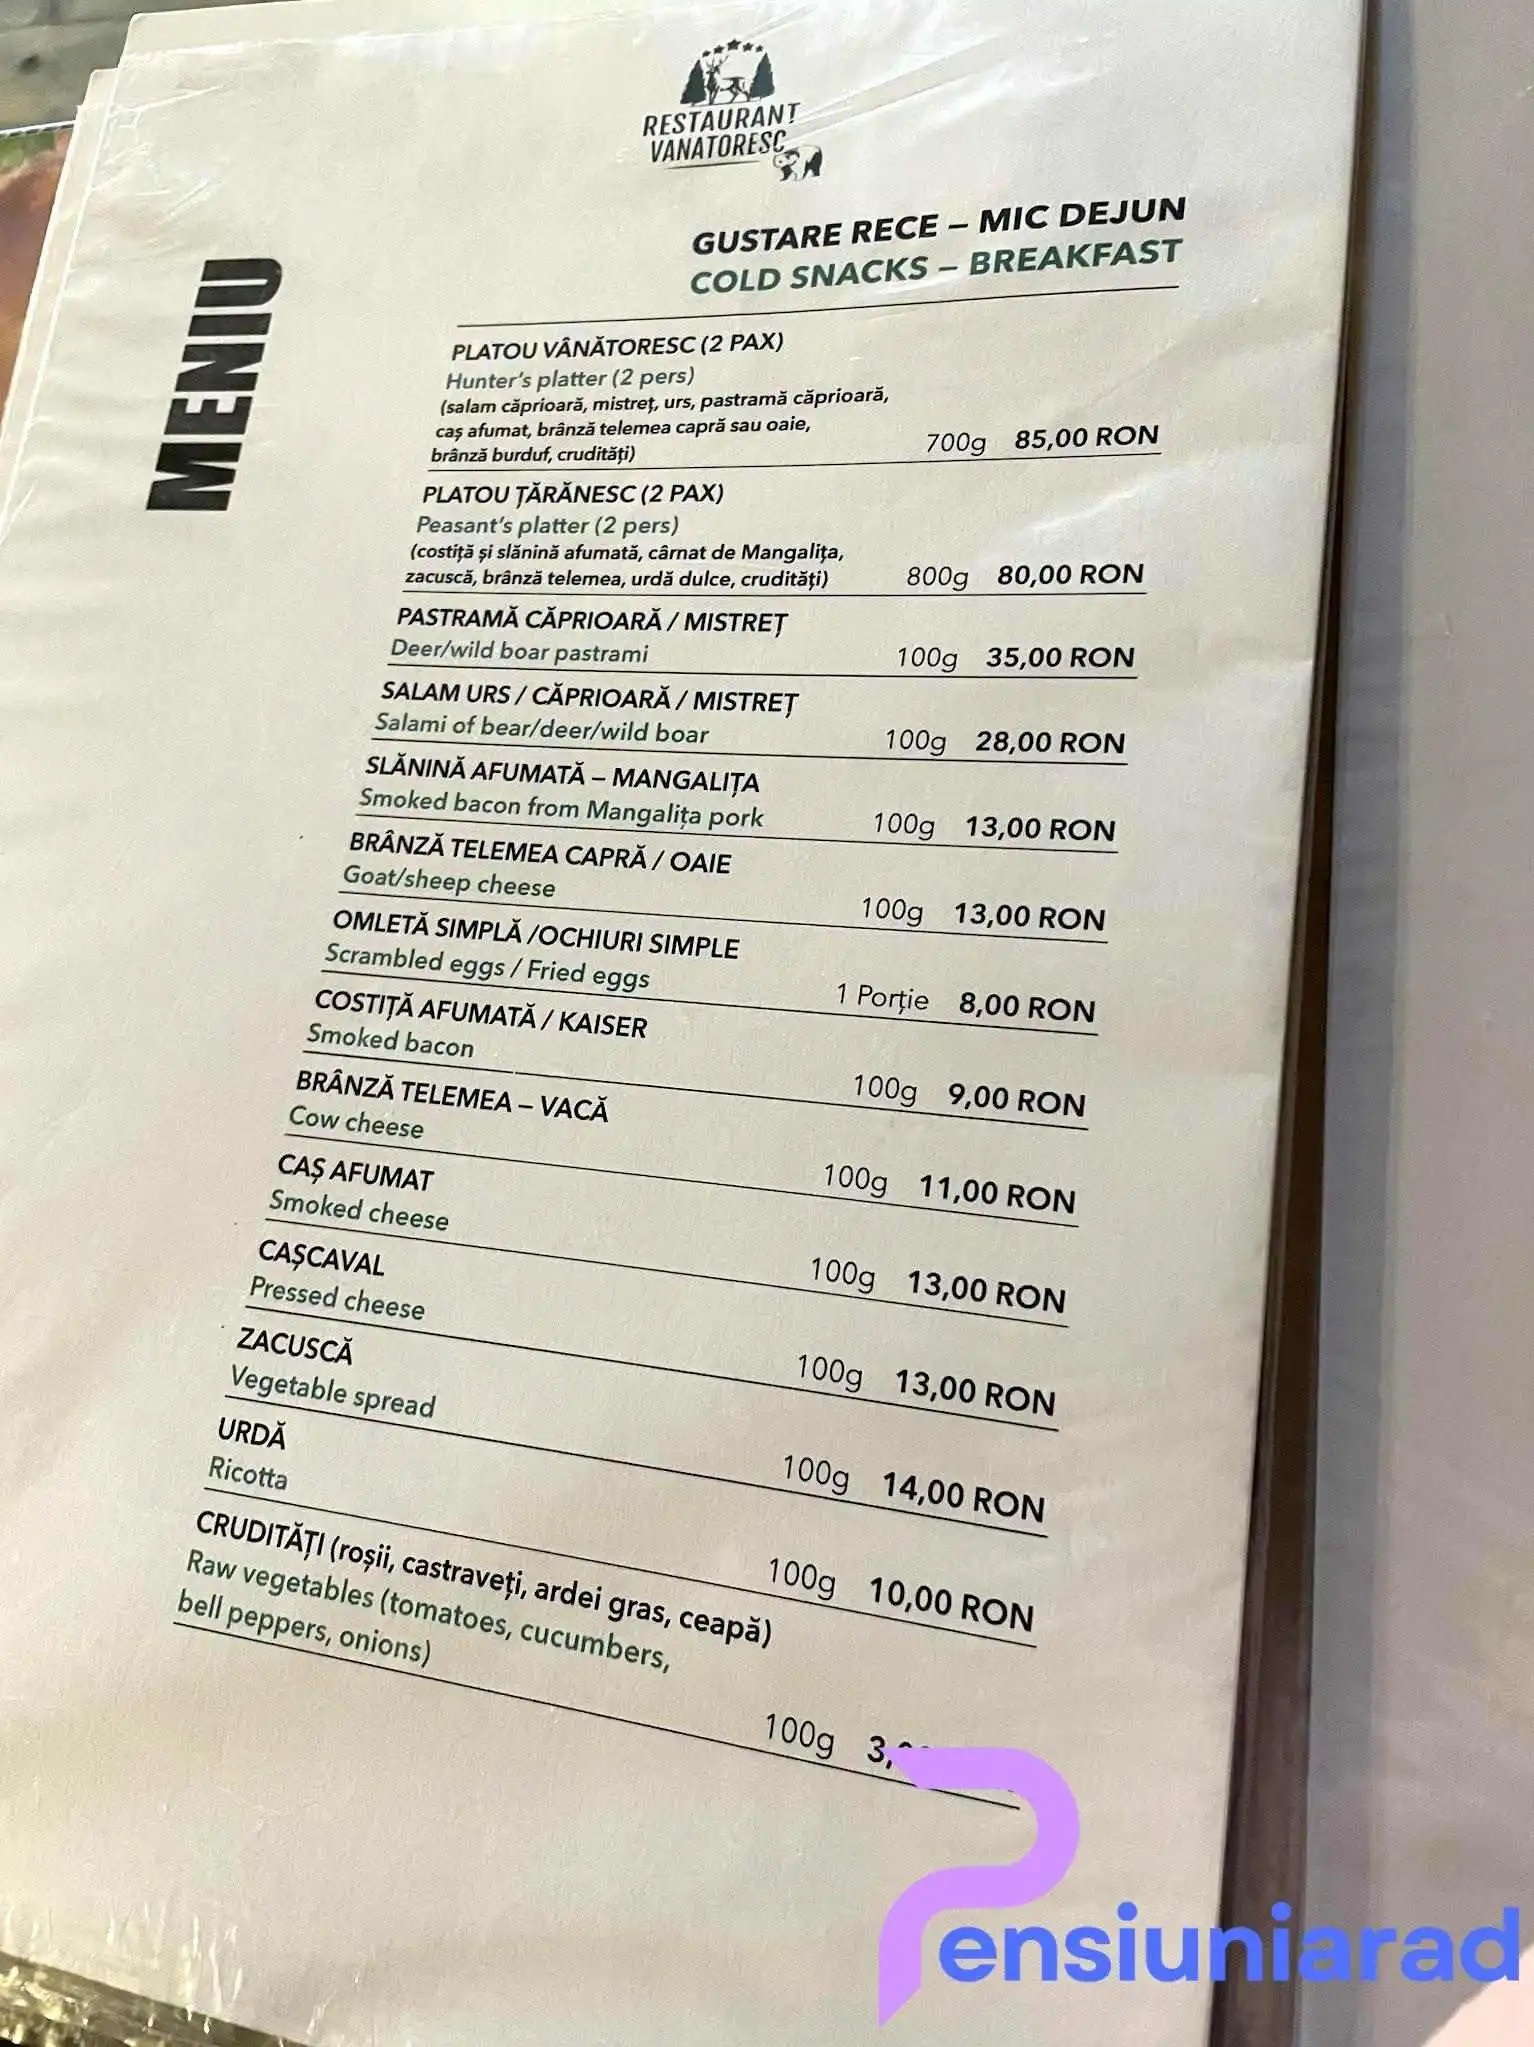 RESTAURANT
VANATORESC
MENIU
GUSTARE RECE – MIC DEJUN
COLD SNACKS – BREAKFAST
PLATOU VÂNĂTORESC (2 PAX)
Hunter's platter (2 pers)
(salam căprioară, mistreț, urs, pastramă căprioară,
caș afumat, brânză telemea capră sau oaie,
brânză burduf, crudități)
700g 85,00 RON
PLATOU ȚĂRĂNESC (2 PAX)
Peasant's platter (2 pers)
(costiță și slănină afumată, cârnat de Mangalița,
zacuscă, brânză telemea, urdă dulce, crudități)
800g 80,00 RON
PASTRAMĂ CĂPRIOARĂ / MISTREȚ
Deer/wild boar pastrami
100g 35,00 RON
SALAM URS / CĂPRIOARĂ / MISTREȚ
Salami of bear/deer/wild boar
100g 28,00 RON
SLĂNINĂ AFUMATĂ – MANGALIȚA
Smoked bacon from Mangalița pork
100g 13,00 RON
BRÂNZĂ TELEMEA CAPRĂ / OAIE
Goat/sheep cheese
100g 13,00 RON
OMLETĂ SIMPLĂ /OCHIURI SIMPLE
Scrambled eggs / Fried eggs
1 Porție 8,00 RON
COSTIȚĂ AFUMATĂ / KAISER
Smoked bacon
100g 9,00 RON
BRÂNZĂ TELEMEA – VACĂ
Cow cheese
100g 11,00 RON
CAȘ AFUMAT
Smoked cheese
100g 13,00 RON
CAȘCAVAL
Pressed cheese
100g 13,00 RON
ZACUSCĂ
Vegetable spread
100g 14,00 RON
URDĂ
Ricotta
100g 10,00 RON
CRUDITĂȚI (roșii, castraveți, ardei gras, ceapă)
Raw vegetables (tomatoes, cucumbers,
bell peppers, onions)
100g
Pensiuniarad